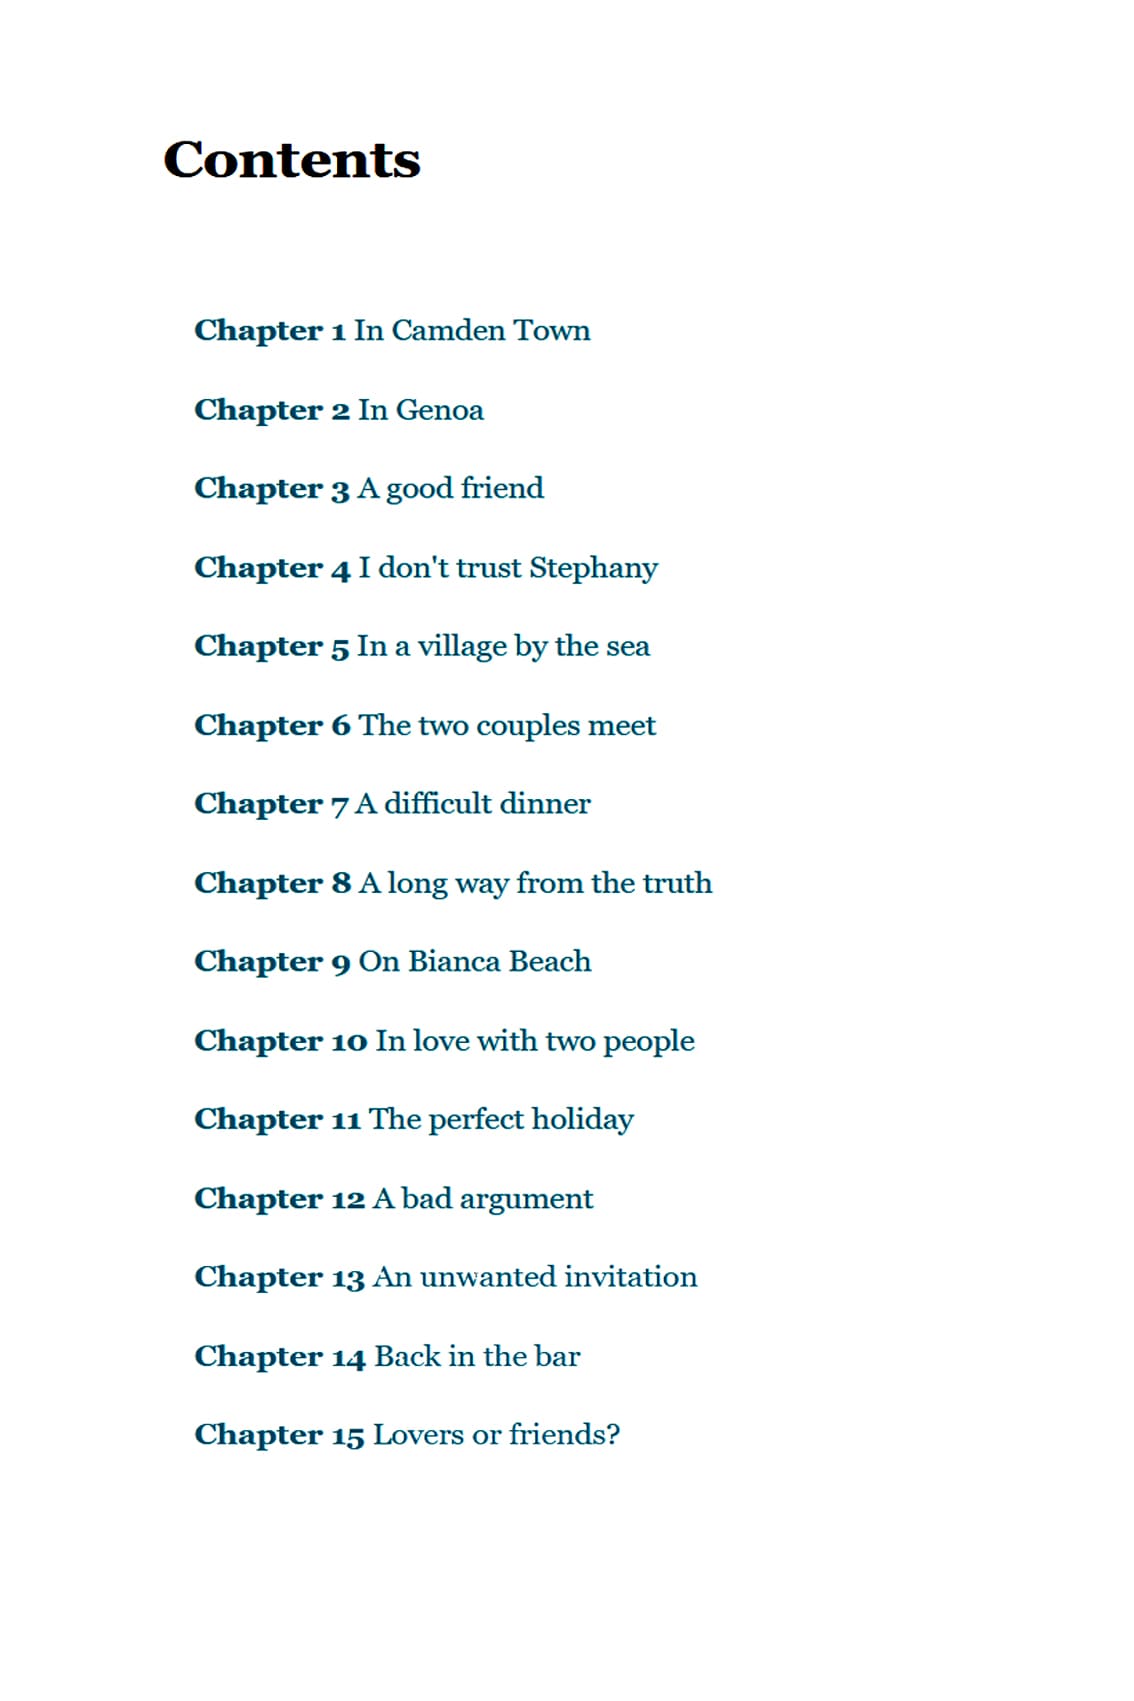 Contents
Chapter 1 In Camden Town
Chapter 2 In Genoa
Chapter 3 A good friend
Chapter 4 I don't trust Stephany
Chapter 5 In a village by the sea
Chapter 6 The two couples meet
Chapter 7 A difficult dinner
Chapter 8 A long way from the truth
Chapter 9 On Bianca Beach
Chapter 10 In love with two people
Chapter 11 The perfect holiday
Chapter 12 A bad argument
Chapter 13 An unwanted invitation
Chapter 14 Back in the bar
Chapter 15 Lovers or friends?